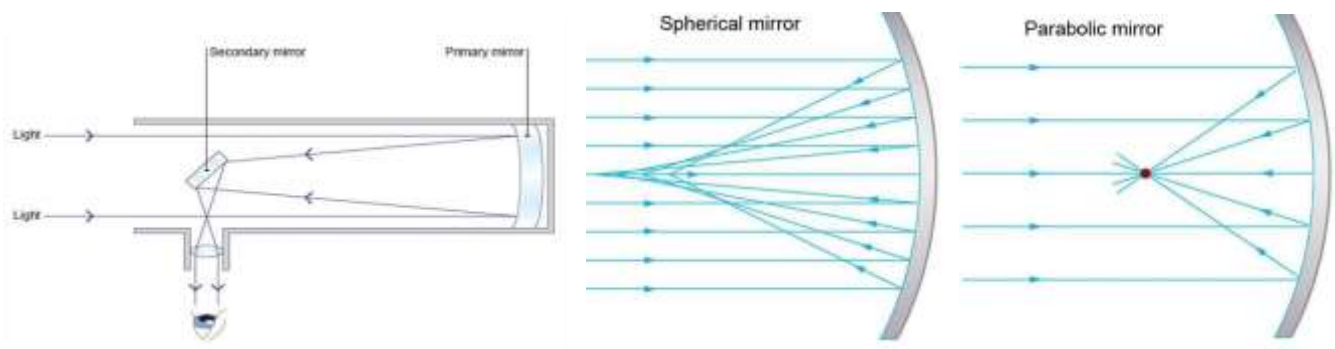 Secondary mirror
Primary mirror
Light
Light
Spherical mirror
Parabolic mirror